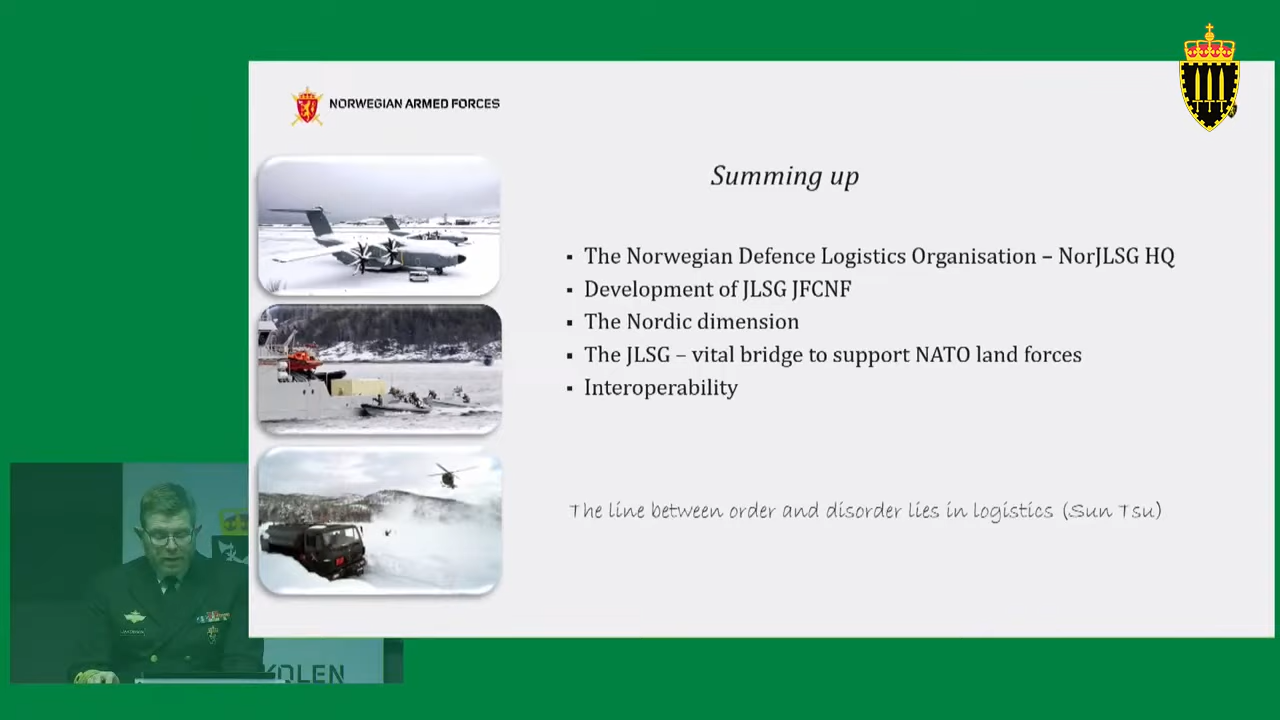 NORWEGIAN ARMED FORCES
Summing up
▪ The Norwegian Defence Logistics Organisation – NorJLSG HQ
▪ Development of JLSG JFCNF
▪ The Nordic dimension
▪ The JLSG – vital bridge to support NATO land forces
▪ Interoperability
The line between order and disorder lies in logistics (Sun Tsu)
KOLEN